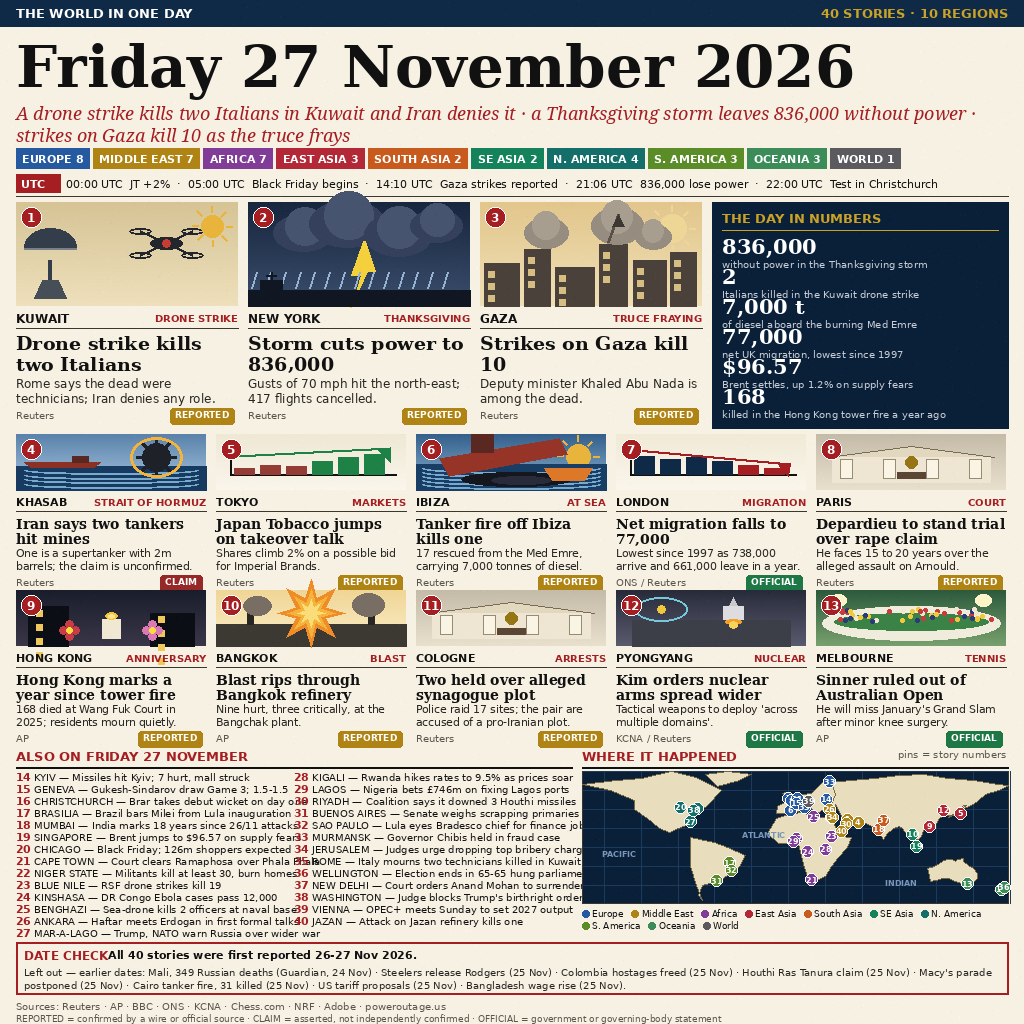 THE WORLD IN ONE DAY
40 STORIES · 10 REGIONS
Friday 27 November 2026
A drone strike kills two Italians in Kuwait and Iran denies it · a Thanksgiving storm leaves 836,000 without power ·
strikes on Gaza kill 10 as the truce frays
EUROPE 8
MIDDLE EAST 7
AFRICA 7
EAST ASIA 3
SOUTH ASIA 2
SE ASIA 2
N. AMERICA 4
S. AMERICA 3
OCEANIA 3
WORLD 1
UTC
00:00 UTC JT +2% · 05:00 UTC Black Friday begins · 14:10 UTC Gaza strikes reported · 21:06 UTC 836,000 lose power · 22:00 UTC Test in Christchurch
1
KUWAIT
DRONE STRIKE
Drone strike kills
two Italians
Rome says the dead were
technicians; Iran denies any role.
Reuters
REPORTED
2
NEW YORK
THANKSGIVING
Storm cuts power to
836,000
Gusts of 70 mph hit the north-east;
417 flights cancelled.
Reuters
REPORTED
3
GAZA
TRUCE FRAYING
Strikes on Gaza kill
10
Deputy minister Khaled Abu Nada is
among the dead.
Reuters
REPORTED
THE DAY IN NUMBERS
836,000
without power in the Thanksgiving storm
2
Italians killed in the Kuwait drone strike
7,000 t
of diesel aboard the burning Med Emre
77,000
net UK migration, lowest since 1997
$96.57
Brent settles, up 1.2% on supply fears
168
killed in the Hong Kong tower fire a year ago
4
KHASAB
STRAIT OF HORMUZ
Iran says two tankers
hit mines
One is a supertanker with 2m
barrels; the claim is unconfirmed.
Reuters
CLAIM
5
TOKYO
MARKETS
Japan Tobacco jumps
on takeover talk
Shares climb 2% on a possible bid
for Imperial Brands.
Reuters
REPORTED
6
IBIZA
AT SEA
Tanker fire off Ibiza
kills one
17 rescued from the Med Emre,
carrying 7,000 tonnes of diesel.
Reuters
REPORTED
7
LONDON
MIGRATION
Net migration falls to
77,000
Lowest since 1997 as 738,000
arrive and 661,000 leave in a year.
ONS / Reuters
OFFICIAL
8
PARIS
COURT
Depardieu to stand trial
over rape claim
He faces 15 to 20 years over the
alleged assault on Arnould.
Reuters
REPORTED
9
HONG KONG
ANNIVERSARY
Hong Kong marks a
year since tower fire
168 died at Wang Fuk Court in
2025; residents mourn quietly.
AP
REPORTED
10
BANGKOK
BLAST
Blast rips through
Bangkok refinery
Nine hurt, three critically, at the
Bangchak plant.
AP
REPORTED
11
COLOGNE
ARRESTS
Two held over alleged
synagogue plot
Police raid 17 sites; the pair are
accused of a pro-Iranian plot.
Reuters
REPORTED
12
PYONGYANG
NUCLEAR
Kim orders nuclear
arms spread wider
Tactical weapons to deploy 'across
multiple domains'.
KCNA / Reuters
OFFICIAL
13
MELBOURNE
TENNIS
Sinner ruled out of
Australian Open
He will miss January's Grand Slam
after minor knee surgery.
AP
OFFICIAL
ALSO ON FRIDAY 27 NOVEMBER
14 KYIV — Missiles hit Kyiv; 7 hurt, mall struck
15 GENEVA — Gukesh-Sindarov draw Game 3; 1.5-1.5
16 CHRISTCHURCH — Brar takes debut wicket on day one
17 BRASILIA — Brazil bars Milei from Lula inauguration
18 MUMBAI — India marks 18 years since 26/11 attacks
19 SINGAPORE — Brent jumps to $96.57 on supply fears
20 CHICAGO — Black Friday; 126m shoppers expected
21 CAPE TOWN — Court clears Ramaphosa over Phala Phala
22 NIGER STATE — Militants kill at least 30, burn homes
23 BLUE NILE — RSF drone strikes kill 19
24 KINSHASA — DR Congo Ebola cases pass 12,000
25 BENGHAZI — Sea-drone kills 2 officers at naval base
26 ANKARA — Haftar meets Erdogan in first formal talks
27 MAR-A-LAGO — Trump, NATO warn Russia over wider war
28 KIGALI — Rwanda hikes rates to 9.5% as prices soar
29 LAGOS — Nigeria bets £746m on fixing Lagos ports
30 RIYADH — Coalition says it downed 3 Houthi missiles
31 BUENOS AIRES — Senate weighs scrapping primaries
32 SAO PAULO — Lula eyes Bradesco chief for finance job
33 MURMANSK — Governor Chibis held in fraud case
34 JERUSALEM — Judges urge dropping top bribery charge
35 ROME — Italy mourns two technicians killed in Kuwait
36 WELLINGTON — Election ends in 65-65 hung parliame
37 NEW DELHI — Court orders Anand Mohan to surrender
38 WASHINGTON — Judge blocks Trump's birthright order
39 VIENNA — OPEC+ meets Sunday to set 2027 output
40 JAZAN — Attack on Jazan refinery kills one
WHERE IT HAPPENED
pins = story numbers
PACIFIC
ATLANTIC
INDIAN
Europe
Middle East
Africa
East Asia
South Asia
SE Asia
N. America
S. America
Oceania
World
DATE CHECK All 40 stories were first reported 26-27 Nov 2026.
Left out — earlier dates: Mali, 349 Russian deaths (Guardian, 24 Nov) · Steelers release Rodgers (25 Nov) · Colombia hostages freed (25 Nov) · Houthi Ras Tanura claim (25 Nov) · Macy's parade
postponed (25 Nov) · Cairo tanker fire, 31 killed (25 Nov) · US tariff proposals (25 Nov) · Bangladesh wage rise (25 Nov).
Sources: Reuters · AP · BBC · ONS · KCNA · Chess.com · NRF · Adobe · poweroutage.us
REPORTED = confirmed by a wire or official source · CLAIM = asserted, not independently confirmed · OFFICIAL = government or governing-body statement